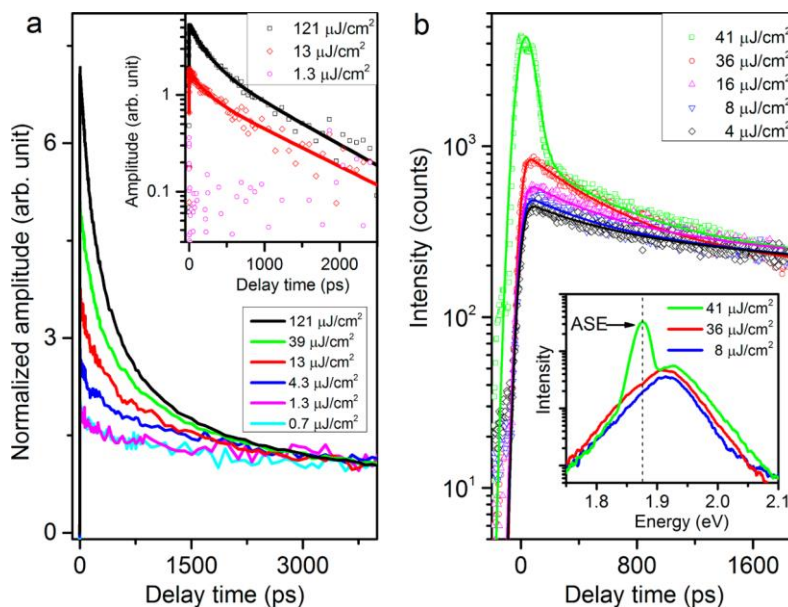 a
Normalized amplitude (arb. unit)
7
6
3
0
0
1500
3000
Delay time (ps)
121 μJ/cm²
39 μJ/cm²
13 μJ/cm²
4.3 μJ/cm²
1.3 μJ/cm²
0.7 μJ/cm²
Amplitude (arb. unit)
1
0.1
0
1000
2000
Delay time (ps)
121 μJ/cm²
13 μJ/cm²
1.3 μJ/cm²
b
Intensity (counts)
10³
10²
10¹
0
800
1600
Delay time (ps)
41 μJ/cm²
36 μJ/cm²
16 μJ/cm²
8 μJ/cm²
4 μJ/cm²
ASE
Intensity
1.8
1.9
2.0
2.1
Energy (eV)
41 μJ/cm²
36 μJ/cm²
8 μJ/cm²